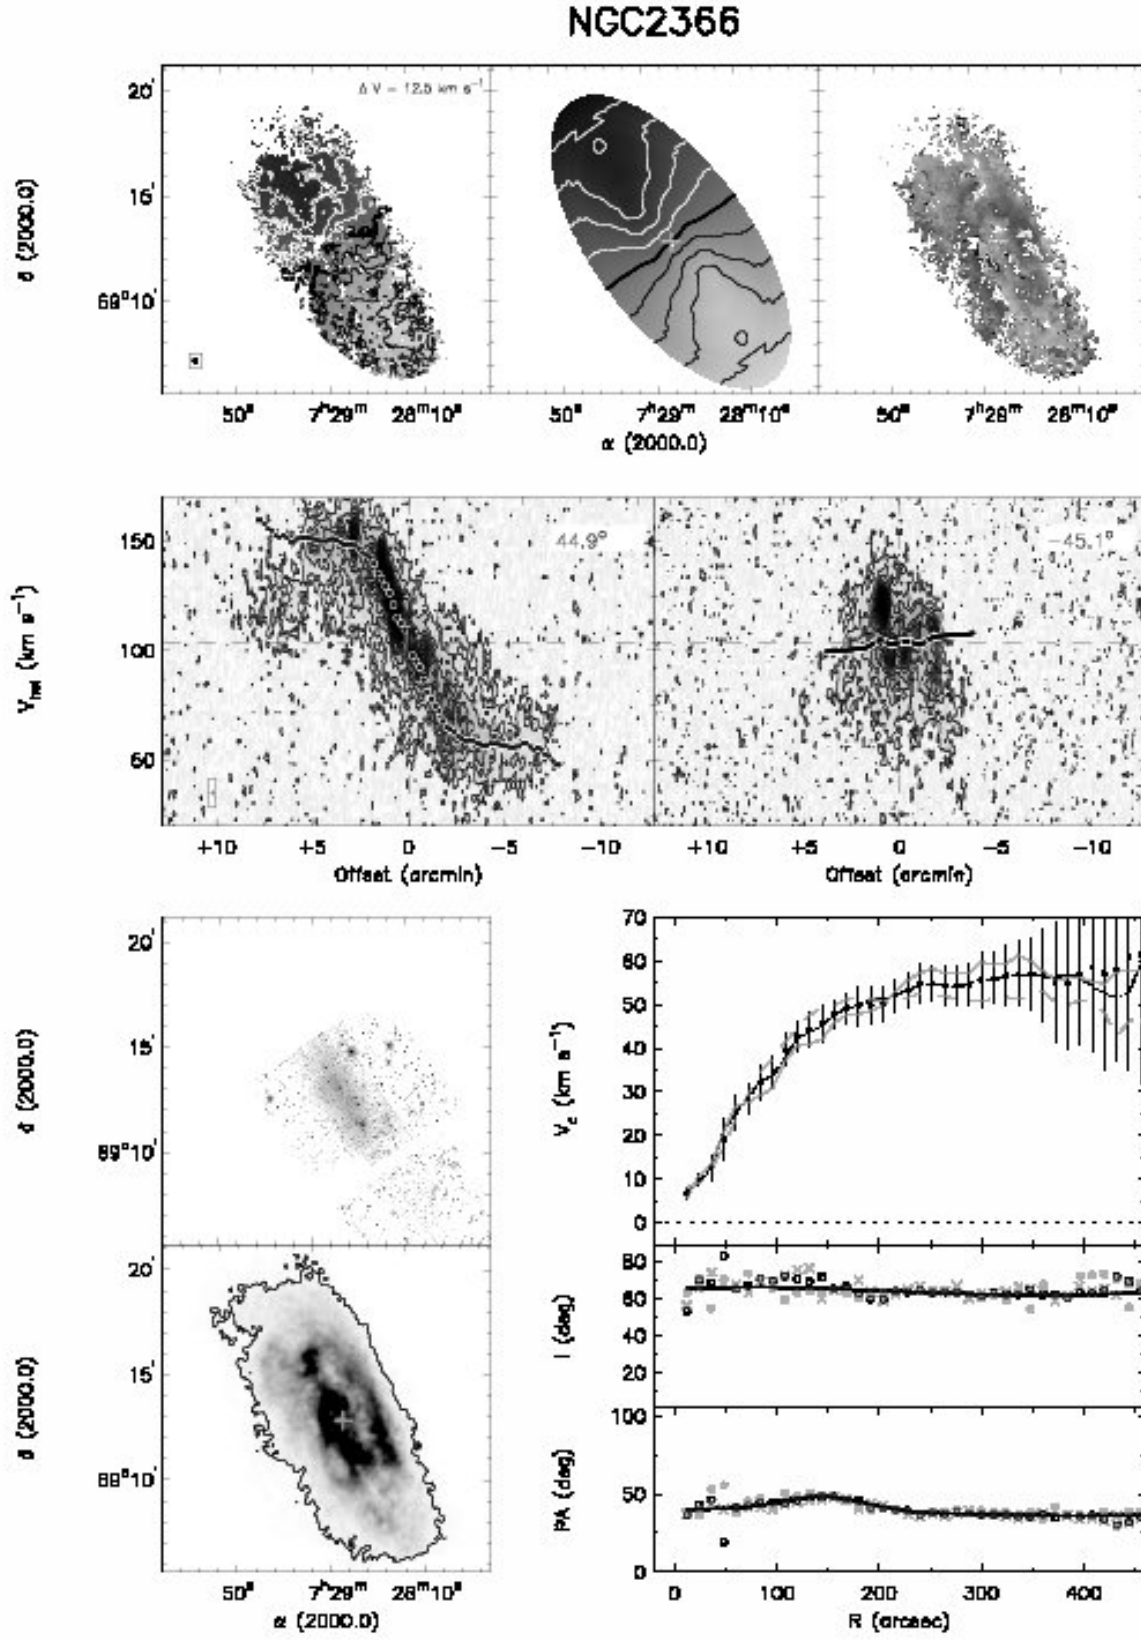 NGC2366
Δ V = 12.5 km s⁻¹
20'
15'
69°10'
δ (2000.0)
50ˢ 7ʰ29ᵐ 28ᵐ10ˢ 50ˢ 7ʰ29ᵐ 28ᵐ10ˢ 50ˢ 7ʰ29ᵐ 28ᵐ10ˢ
α (2000.0)
44.9° −45.1°
150
100
50
V_hel (km s⁻¹)
+10 +5 0 −5 −10 +10 +5 0 −5 −10
Offset (arcmin) Offset (arcmin)
20'
15'
69°10'
δ (2000.0)
70
60
50
40
30
20
10
0
V_c (km s⁻¹)
20'
15'
69°10'
δ (2000.0)
80
60
40
20
I (deg)
100
50
0
PA (deg)
50ˢ 7ʰ29ᵐ 28ᵐ10ˢ
α (2000.0)
0 100 200 300 400
R (arcsec)